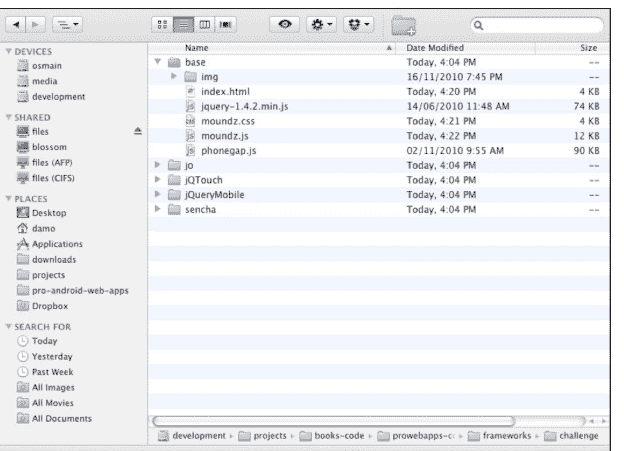 Name Date Modified Size
DEVICES
osmain
media
development
SHARED
files
blossom
files (AFP)
files (CIFS)
PLACES
Desktop
damo
Applications
downloads
projects
pro-android-web-apps
Dropbox
SEARCH FOR
Today
Yesterday
Past Week
All Images
All Movies
All Documents
base Today, 4:04 PM --
img 16/11/2010 7:45 PM --
index.html Today, 4:20 PM 4 KB
jquery-1.4.2.min.js 14/06/2010 11:48 AM 74 KB
moundz.css Today, 4:21 PM 4 KB
moundz.js Today, 4:22 PM 12 KB
phonegap.js 02/11/2010 9:55 AM 90 KB
jo Today, 4:04 PM --
jQTouch Today, 4:04 PM --
jQueryMobile Today, 4:04 PM --
sencha Today, 4:04 PM --
development projects books-code frameworks challenge